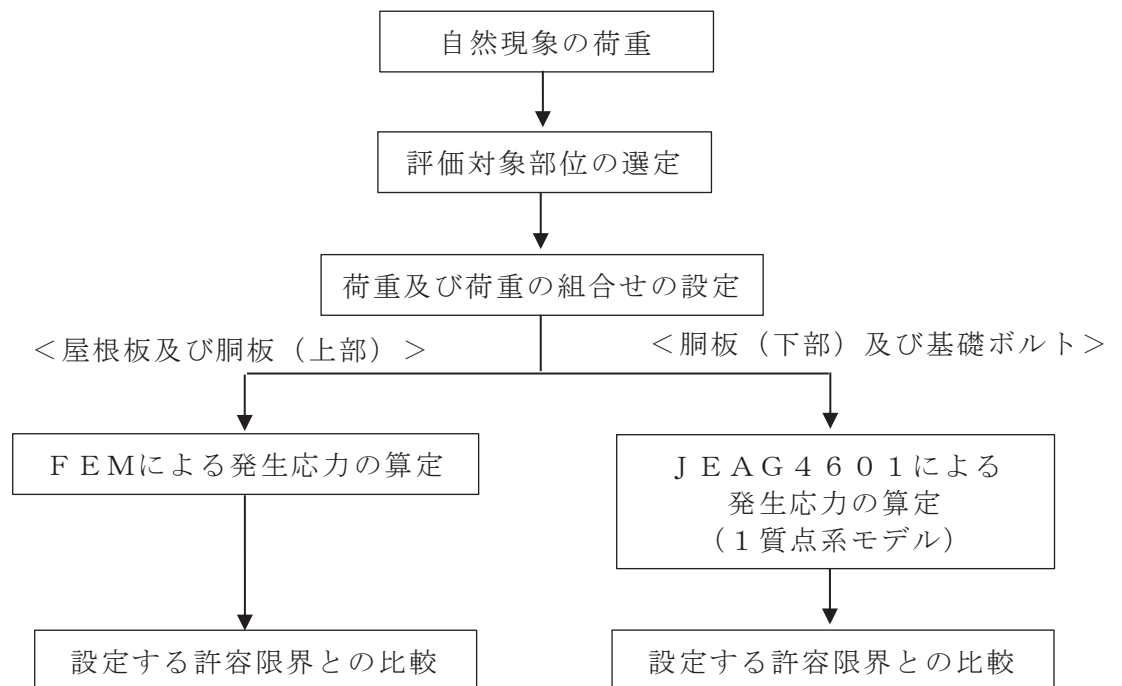 自然現象の荷重
評価対象部位の選定
荷重及び荷重の組合せの設定
＜屋根板及び胴板（上部）＞
＜胴板（下部）及び基礎ボルト＞
ＦＥＭによる発生応力の算定
ＪＥＡＧ４６０１による
発生応力の算定
（１質点系モデル）
設定する許容限界との比較
設定する許容限界との比較